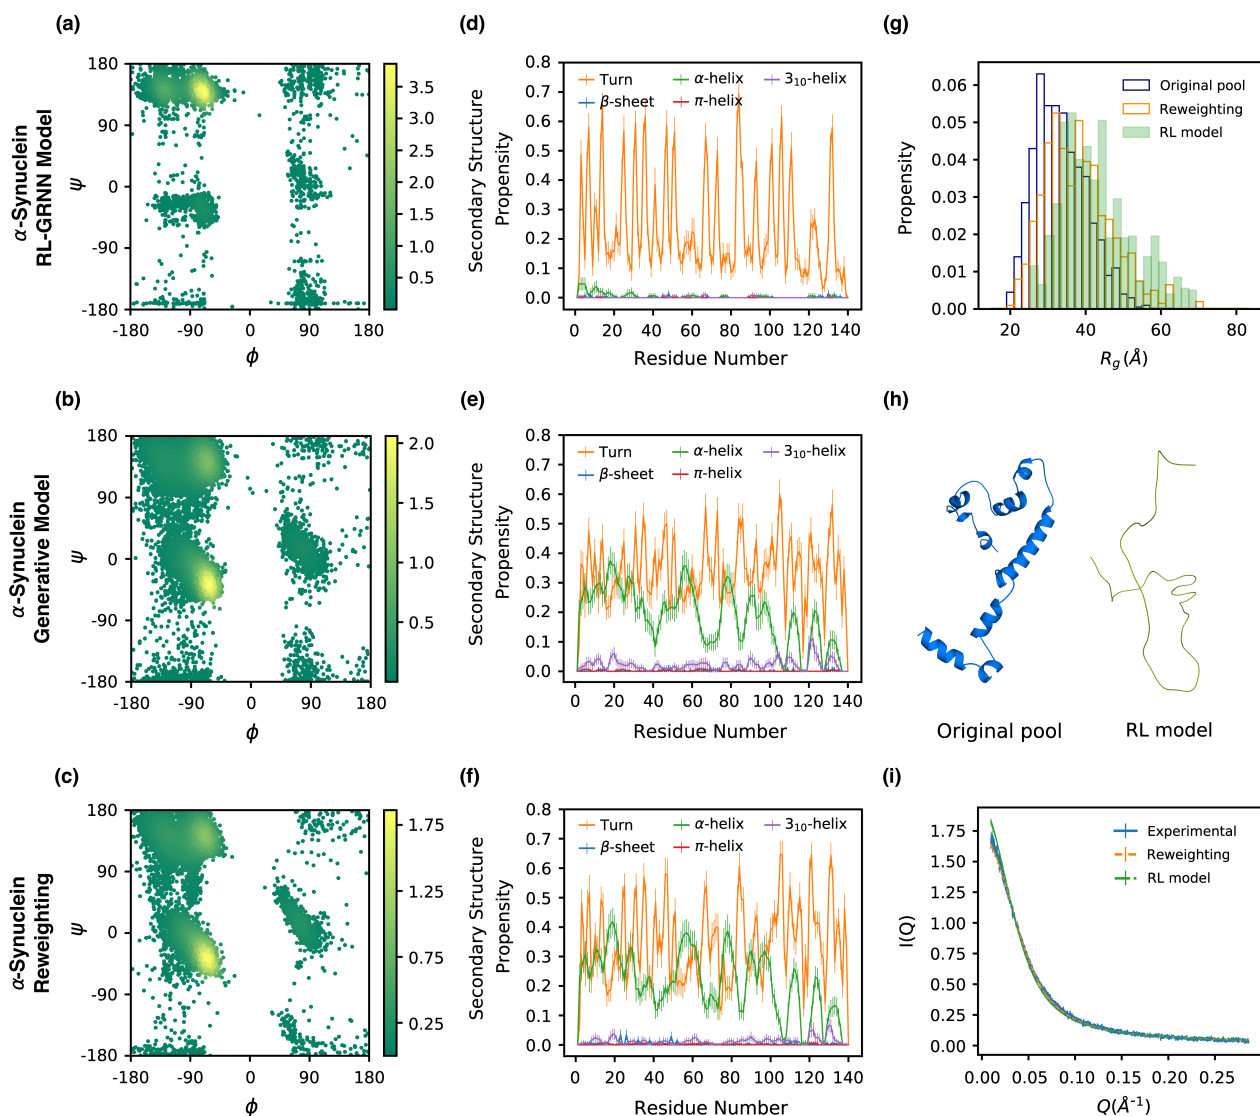 (a)
α-Synuclein
RL-GRNN Model
ψ
180
90
0
-90
-180
-180 -90 0 90 180
ϕ
3.5
3.0
2.5
2.0
1.5
1.0
0.5
(d)
Secondary Structure
Propensity
0.8
0.7
0.6
0.5
0.4
0.3
0.2
0.1
0.0
Turn α-helix 3₁₀-helix
β-sheet π-helix
0 20 40 60 80 100 120 140
Residue Number
(g)
Propensity
0.06
0.05
0.04
0.03
0.02
0.01
0.00
Original pool
Reweighting
RL model
20 40 60 80
Rg(Å)
(b)
α-Synuclein
Generative Model
ψ
180
90
0
-90
-180
-180 -90 0 90 180
ϕ
2.0
1.5
1.0
0.5
(e)
Secondary Structure
Propensity
0.8
0.7
0.6
0.5
0.4
0.3
0.2
0.1
0.0
Turn α-helix 3₁₀-helix
β-sheet π-helix
0 20 40 60 80 100 120 140
Residue Number
(h)
Original pool RL model
(c)
α-Synuclein
Reweighting
ψ
180
90
0
-90
-180
-180 -90 0 90 180
ϕ
1.75
1.25
0.75
0.25
(f)
Secondary Structure
Propensity
0.8
0.7
0.6
0.5
0.4
0.3
0.2
0.1
0.0
Turn α-helix 3₁₀-helix
β-sheet π-helix
0 20 40 60 80 100 120 140
Residue Number
(i)
I(Q)
1.75
1.50
1.25
1.00
0.75
0.50
0.25
0.00
Experimental
Reweighting
RL model
0.00 0.05 0.10 0.15 0.20 0.25
Q(Å⁻¹)